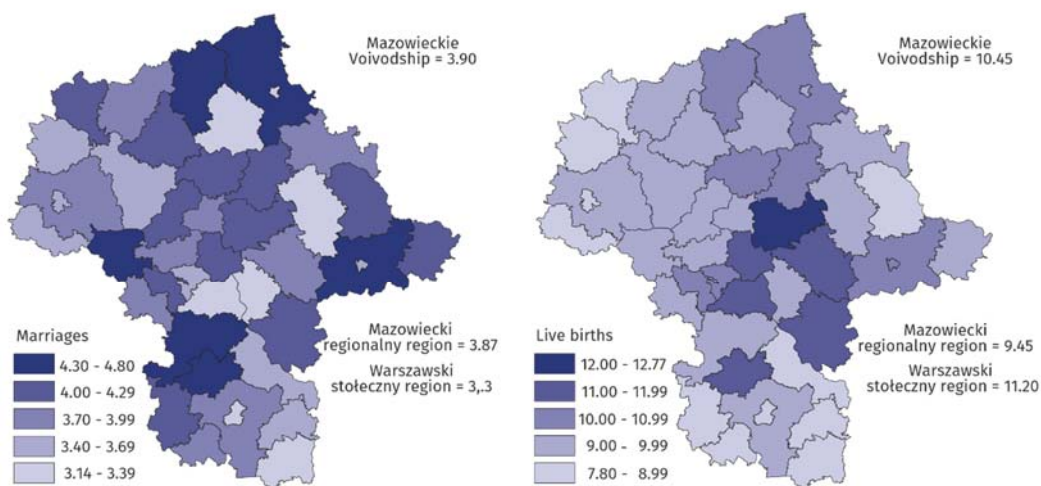 Mazowieckie
Voivodship = 3.90
Mazowiecki
regionalny region = 3.87
Warszawski
stołeczny region = 3,.3
Marriages
4.30 - 4.80
4.00 - 4.29
3.70 - 3.99
3.40 - 3.69
3.14 - 3.39
Mazowieckie
Voivodship = 10.45
Mazowiecki
regionalny region = 9.45
Warszawski
stołeczny region = 11.20
Live births
12.00 - 12.77
11.00 - 11.99
10.00 - 10.99
9.00 - 9.99
7.80 - 8.99